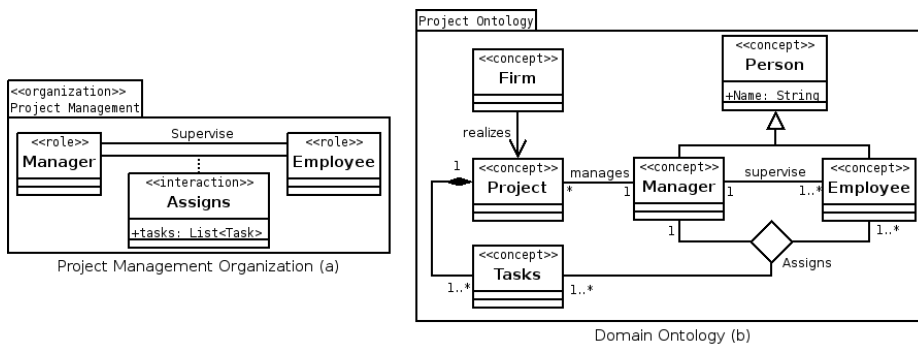 <<organization>>
Project Management
<<role>>
Manager
Supervise
<<role>>
Employee
<<interaction>>
Assigns
+tasks: List<Task>
Project Management Organization (a)
Project Ontology
<<concept>>
Firm
<<concept>>
Person
+Name: String
realizes
1
<<concept>>
Project
*
manages
1
<<concept>>
Manager
1
supervise
1..*
<<concept>>
Employee
1
1..*
Assigns
<<concept>>
Tasks
1..*
1..*
Domain Ontology (b)